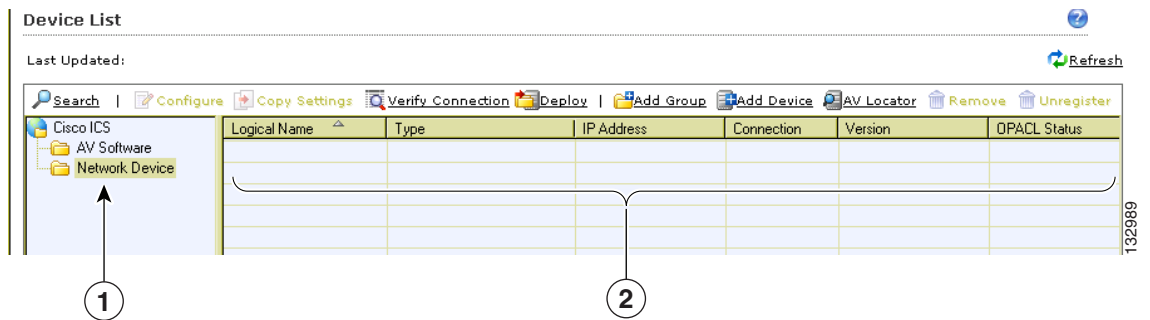 Device List
?
Last Updated:
Refresh
Search | Configure Copy Settings Verify Connection Deploy | Add Group Add Device AV Locator Remove Unregister
Cisco ICS
AV Software
Network Device
Logical Name Type IP Address Connection Version OPACL Status
132989
1
2